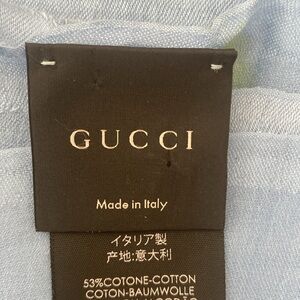 GUCCI
Made in Italy
イタリア製
产地:意大利
53%COTONE-COTTON
COTON-BAUMWOLLE